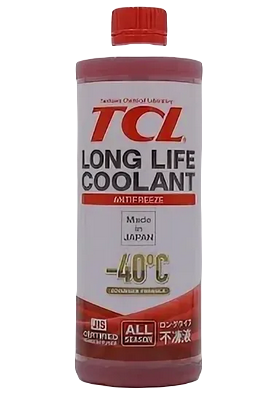 TCL
LONG LIFE
COOLANT
ANTIFREEZE
Made
in
JAPAN
-40°C
JIS
CERTIFIED
ALL
SEASON
ロングライフ
不凍液